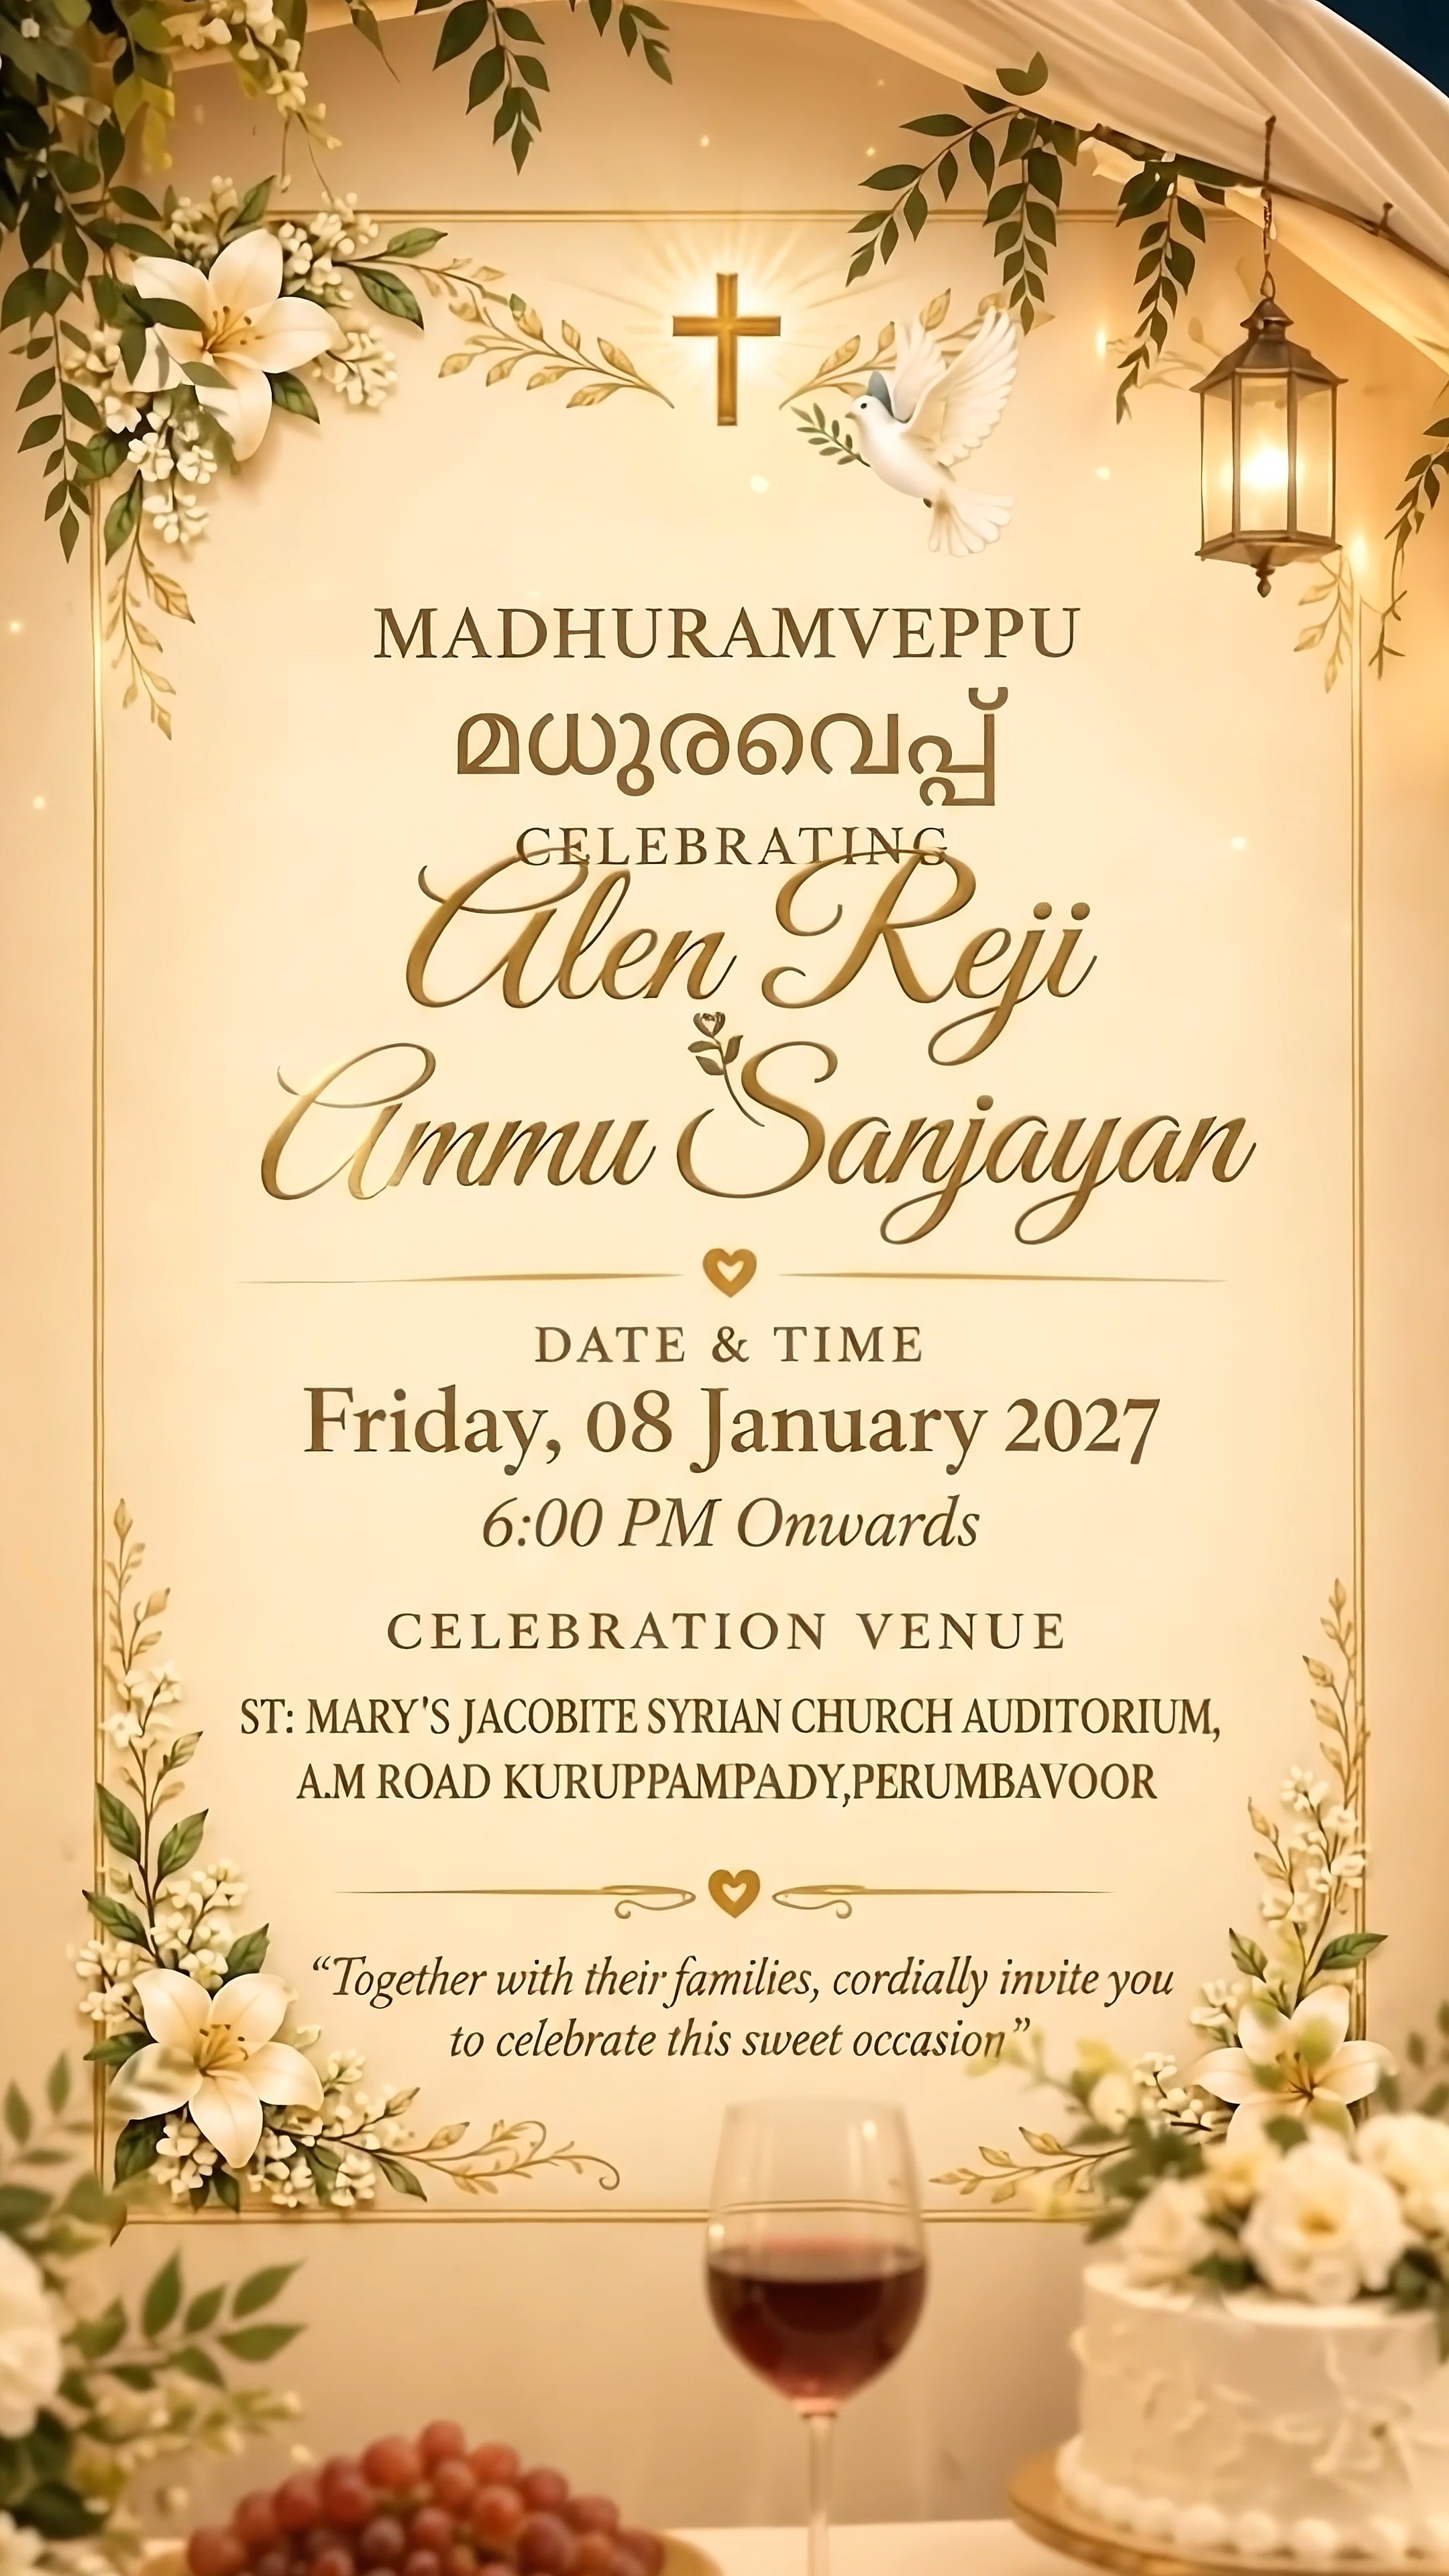 MADHURAMVEPPU
മധുരവെപ്പ്
CELEBRATING
Alen Reji
Ammu Sanjayan
DATE & TIME
Friday, 08 January 2027
6:00 PM Onwards
CELEBRATION VENUE
ST: MARY'S JACOBITE SYRIAN CHURCH AUDITORIUM,
A.M ROAD KURUPPAMPADY,PERUMBAVOOR
“Together with their families, cordially invite you
to celebrate this sweet occasion”